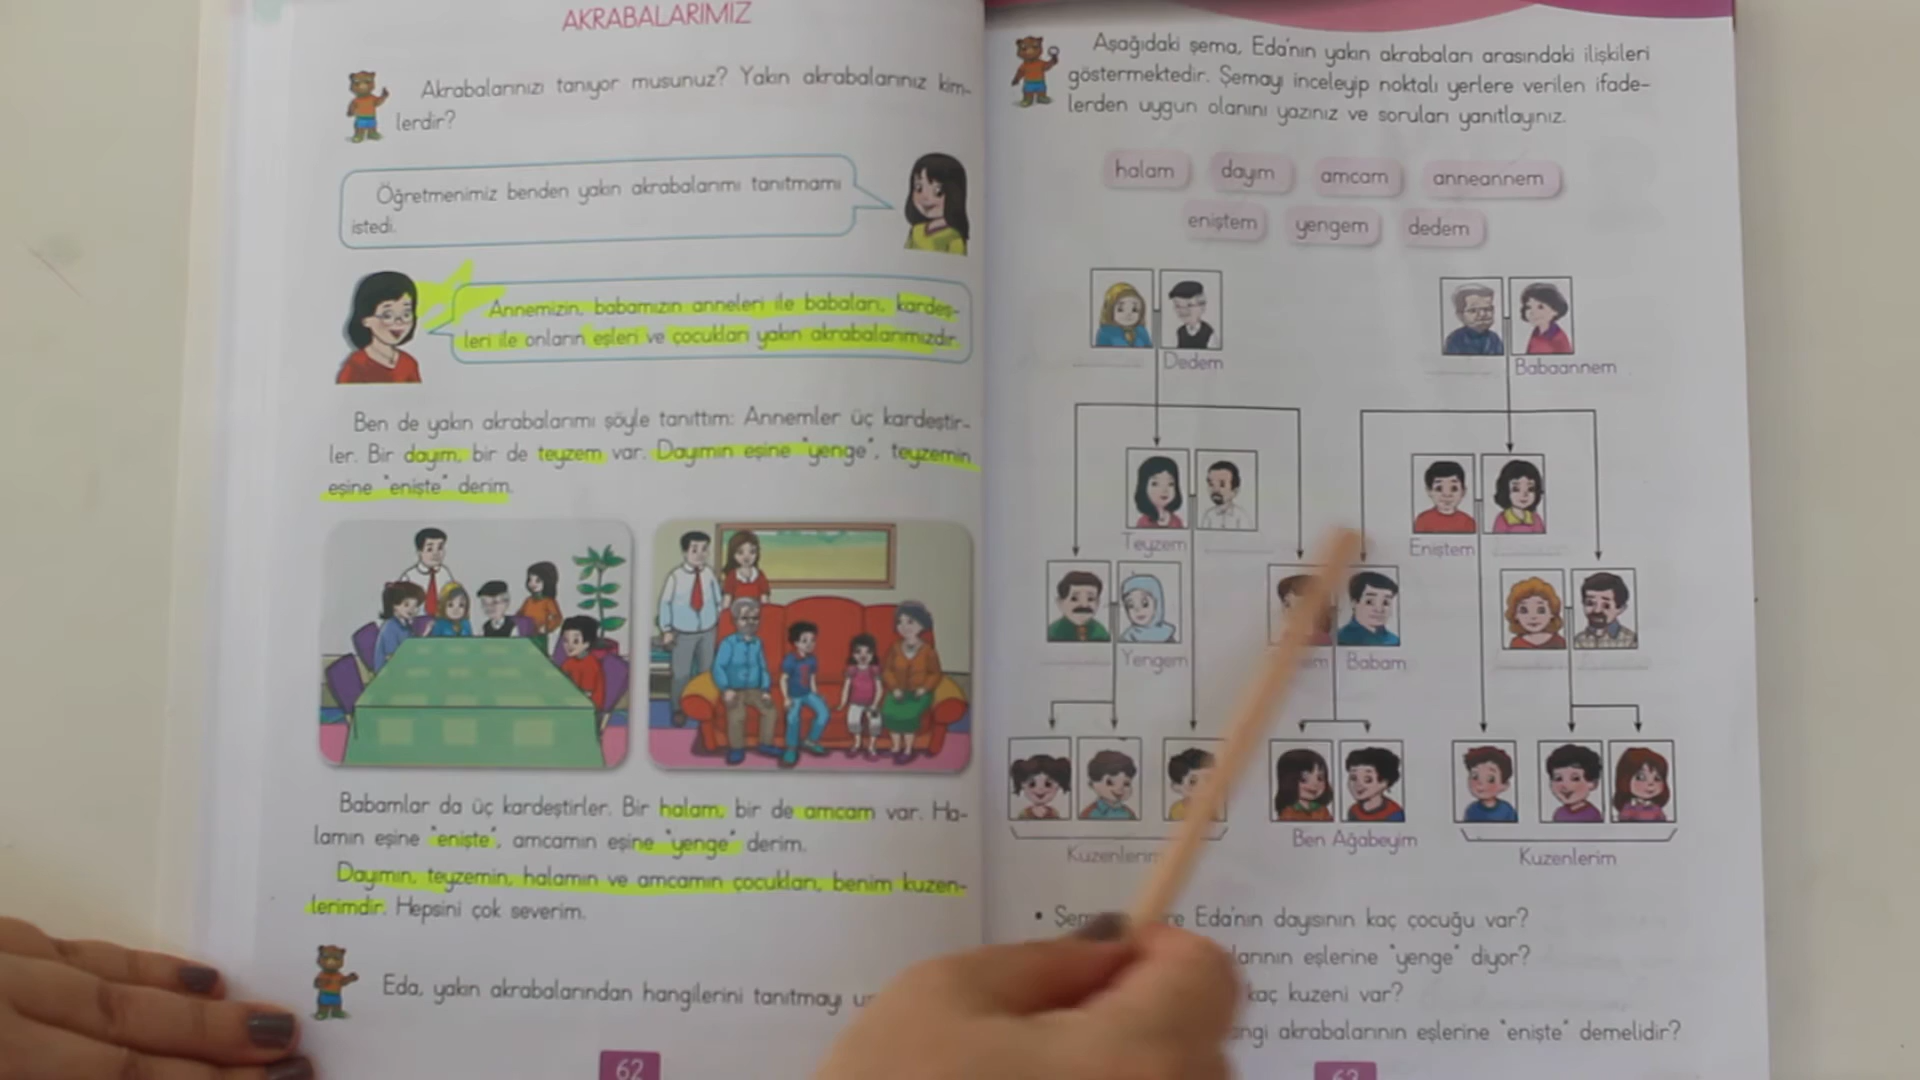 AKRABALARIMIZ
Akrabalarınızı tanıyor musunuz? Yakın akrabalarınız kim-
lerdir?
Öğretmenimiz benden yakın akrabalarımı tanıtmamı
istedi.
Annemizin, babamızın anneleri ile babaları, kardeş-
leri ile onların eşleri ve çocukları yakın akrabalarımızdır.
Ben de yakın akrabalarımı şöyle tanıttım: Annemler üç kardeştir-
ler. Bir dayım, bir de teyzem var. Dayımın eşine "yenge", teyzemin
eşine "enişte" derim.
Babamlar da üç kardeştirler. Bir halam, bir de amcam var. Ha-
lamın eşine "enişte", amcamın eşine "yenge" derim.
Dayımın, teyzemin, halamın ve amcamın çocukları, benim kuzen-
lerimdir. Hepsini çok severim.
Eda, yakın akrabalarından hangilerini tanıtmayı
62
Aşağıdaki şema, Eda'nın yakın akrabaları arasındaki ilişkileri
göstermektedir. Şemayı inceleyip noktalı yerlere verilen ifade-
lerden uygun olanını yazınız ve soruları yanıtlayınız.
halam dayım amcam anneannem
eniştem yengem dedem
Dedem Babaannem
Teyzem Eniştem
Yengem Babam
Ben Ağabeyim
Kuzenlerim Kuzenlerim
• Eda'nın dayısının kaç çocuğu var?
eşlerine "yenge" diyor?
kaç kuzeni var?
akrabalarının eşlerine "enişte" demelidir?
63